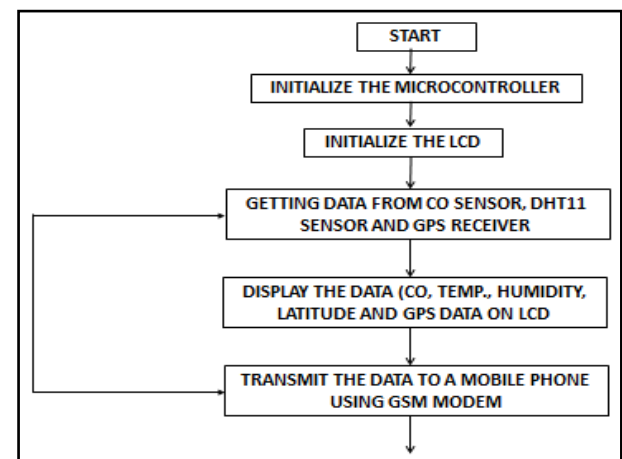 START
INITIALIZE THE MICROCONTROLLER
INITIALIZE THE LCD
GETTING DATA FROM CO SENSOR, DHT11
SENSOR AND GPS RECEIVER
DISPLAY THE DATA (CO, TEMP., HUMIDITY,
LATITUDE AND GPS DATA ON LCD
TRANSMIT THE DATA TO A MOBILE PHONE
USING GSM MODEM